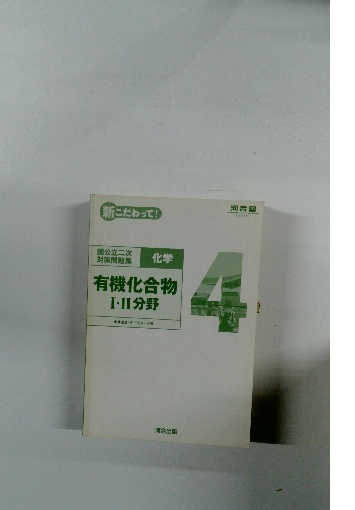 新こだわって!
河合塾
国公立二次
対策問題集
化学
4
有機化合物
I・II分野
河合出版